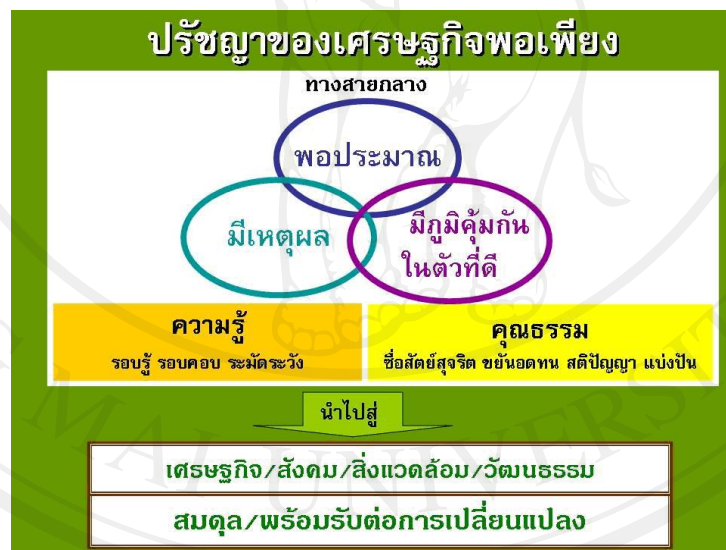 ปรัชญาของเศรษฐกิจพอเพียง
ทางสายกลาง
พอประมาณ
มีเหตุผล
มีภูมิคุ้มกัน
ในตัวที่ดี
ความรู้
รอบรู้ รอบคอบ ระมัดระวัง
คุณธรรม
ซื่อสัตย์สุจริต ขยันอดทน สติปัญญา แบ่งปัน
นำไปสู่
เศรษฐกิจ/สังคม/สิ่งแวดล้อม/วัฒนธรรม
สมดุล/พร้อมรับต่อการเปลี่ยนแปลง
MAI UNIVERSIT